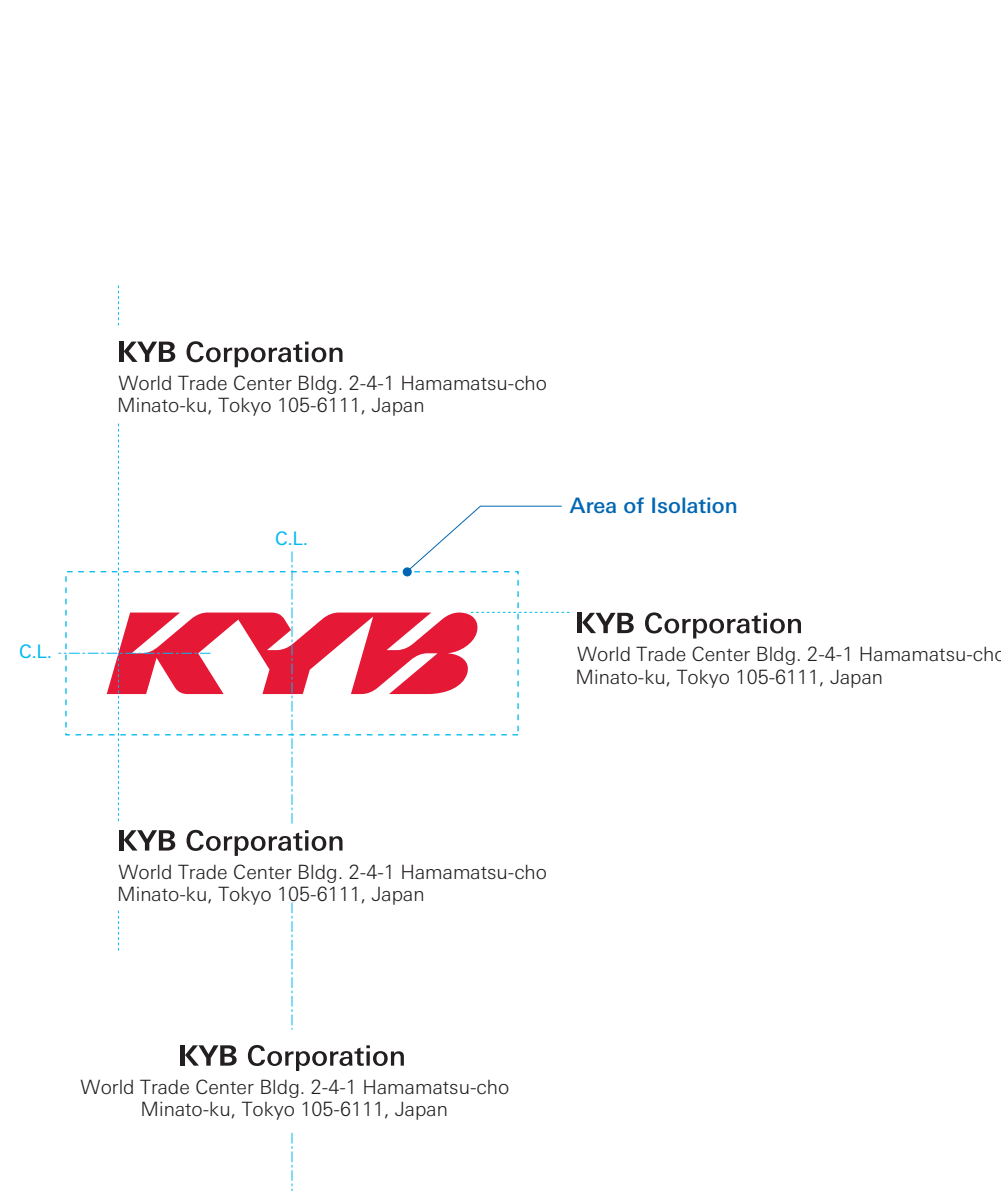 KYB Corporation
World Trade Center Bldg. 2-4-1 Hamamatsu-cho
Minato-ku, Tokyo 105-6111, Japan
Area of Isolation
C.L.
KYB
C.L.
KYB Corporation
World Trade Center Bldg. 2-4-1 Hamamatsu-cho
Minato-ku, Tokyo 105-6111, Japan
KYB Corporation
World Trade Center Bldg. 2-4-1 Hamamatsu-cho
Minato-ku, Tokyo 105-6111, Japan
KYB Corporation
World Trade Center Bldg. 2-4-1 Hamamatsu-cho
Minato-ku, Tokyo 105-6111, Japan